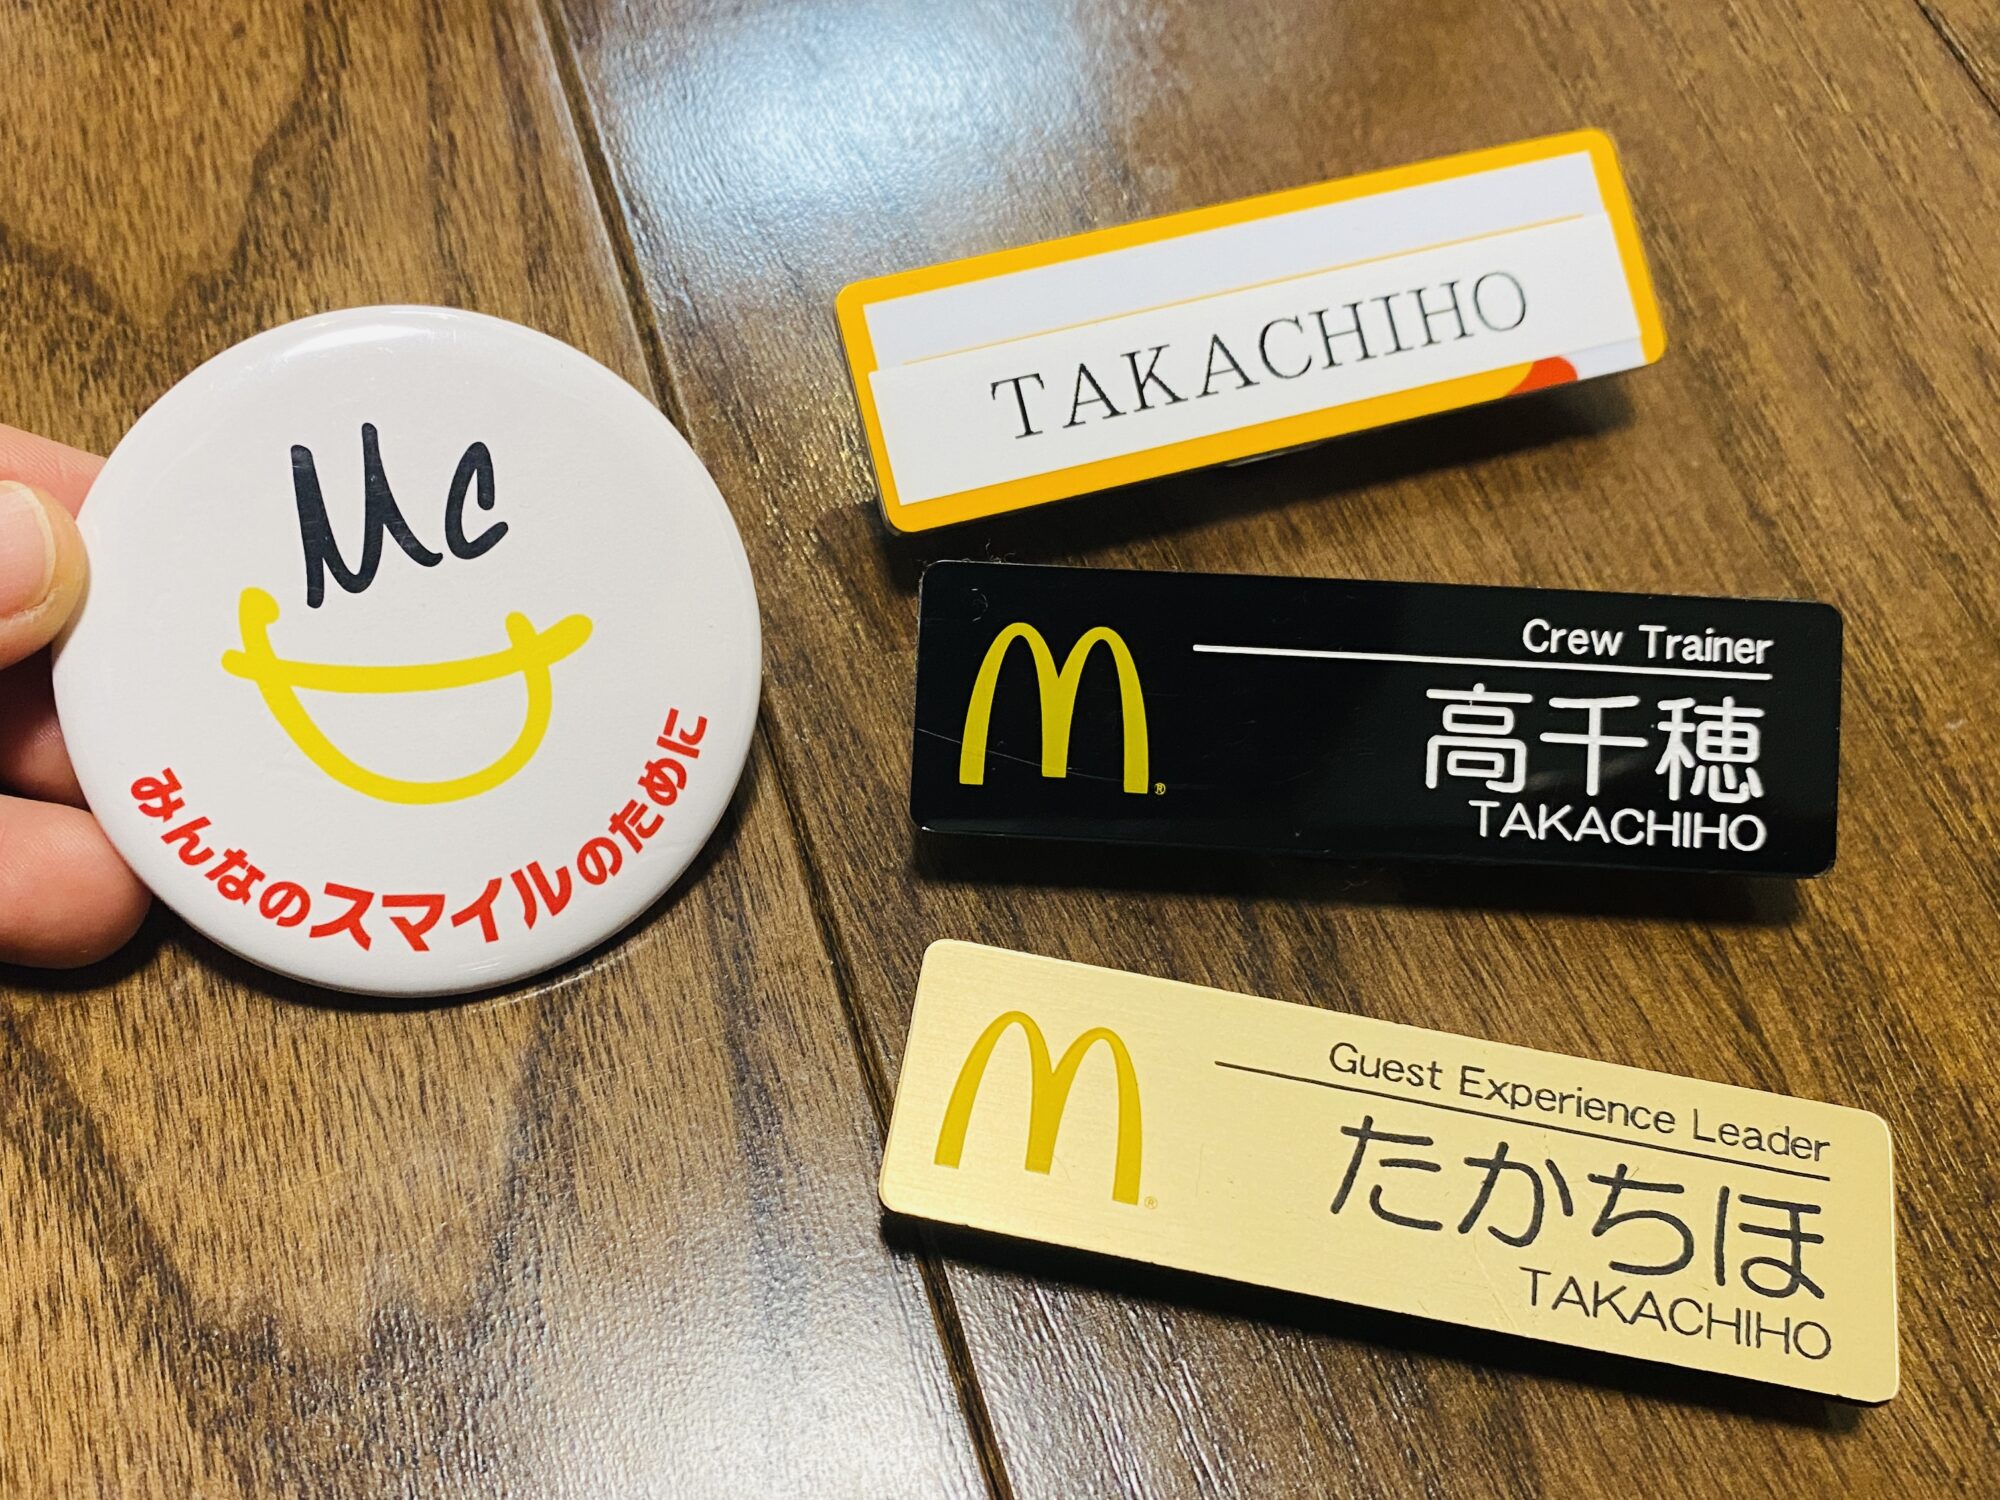 Mc
みんなのスマイルのために
TAKACHIHO
M®
Crew Trainer
高千穂
TAKACHIHO
M®
Guest Experience Leader
たかちほ
TAKACHIHO